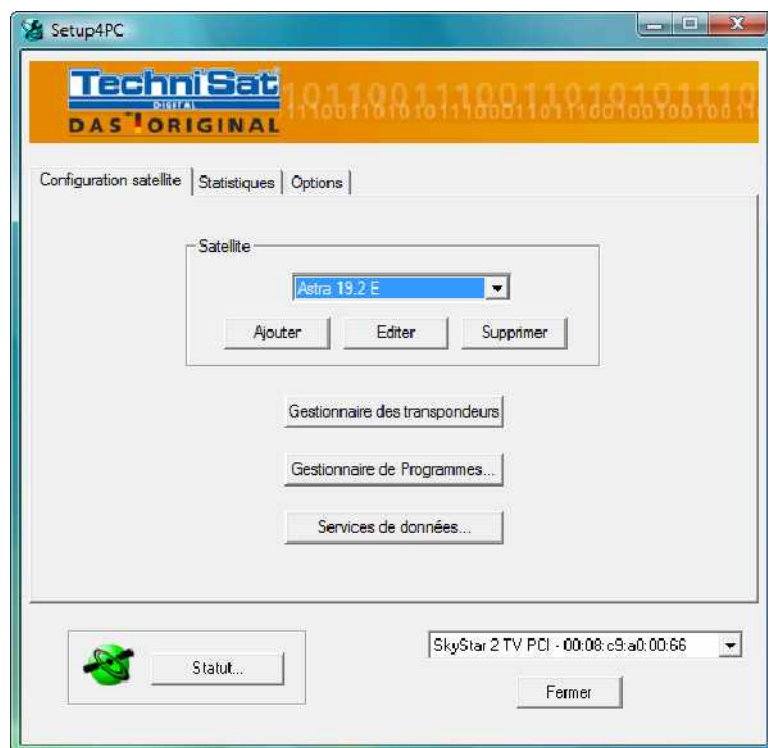 Setup4PC
TechniSat
DIGITAL
DAS ORIGINAL
Configuration satellite Statistiques Options
Satellite
Astra 19.2 E
Ajouter Editer Supprimer
Gestionnaire des transpondeurs
Gestionnaire de Programmes...
Services de données...
SkyStar 2 TV PCI - 00:08:c9:a0:00:66
Statut...
Fermer